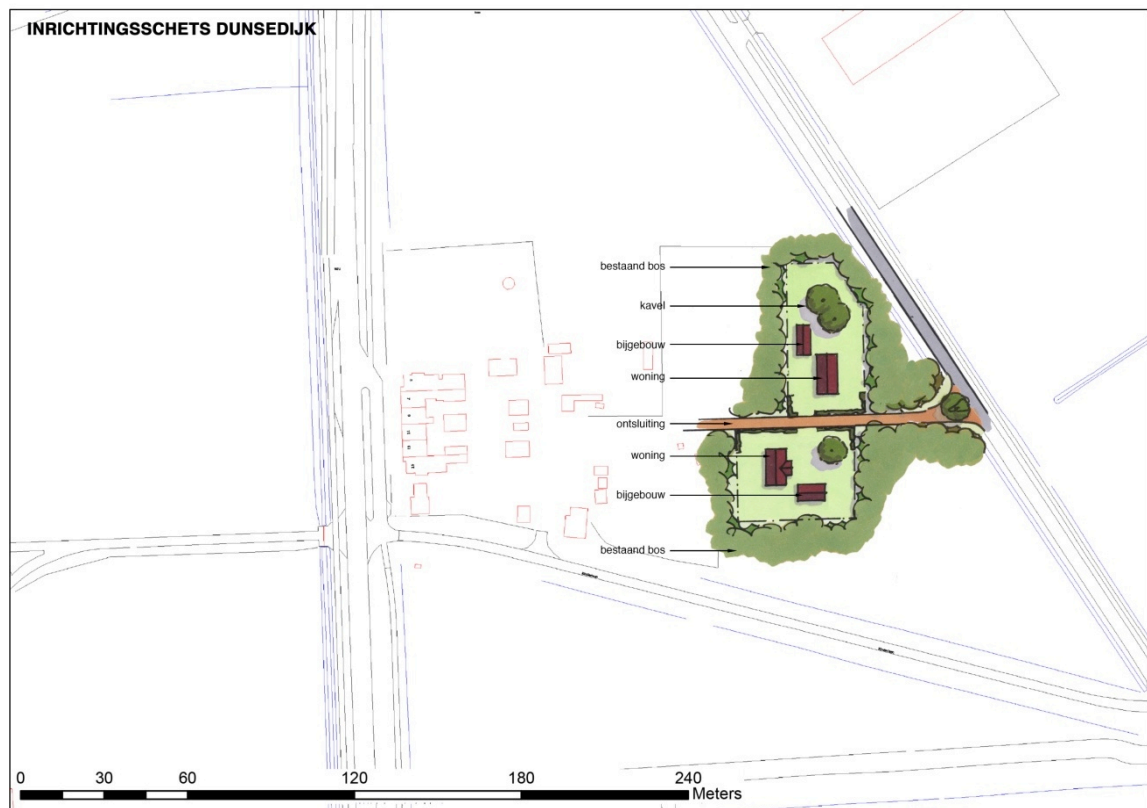 INRICHTINGSSCHETS DUNSEDIJK
bestaand bos
kavel
bijgebouw
woning
ontsluiting
woning
bijgebouw
bestaand bos
0 30 60 120 180 240
Meters